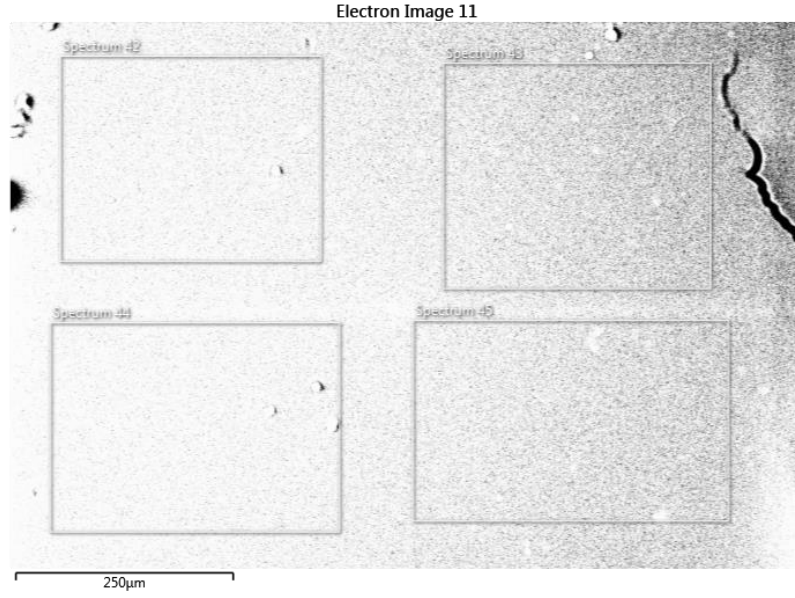 Electron Image 11
Spectrum 42
Spectrum 43
Spectrum 44
Spectrum 45
250µm